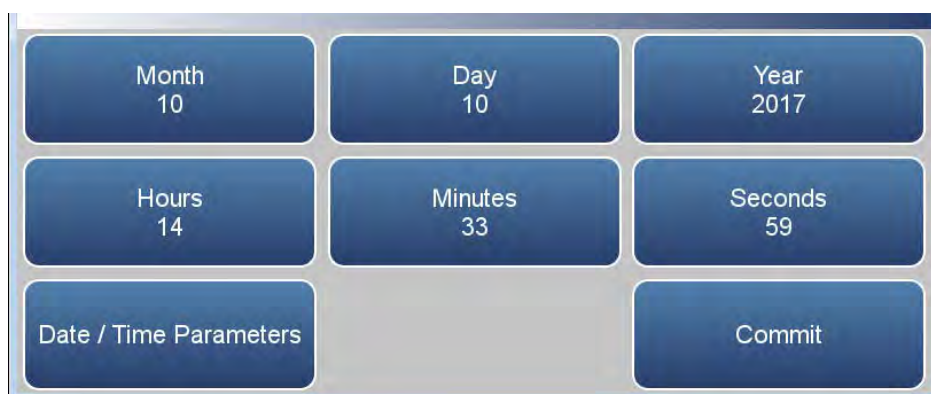 Month
10
Day
10
Year
2017
Hours
14
Minutes
33
Seconds
59
Date / Time Parameters
Commit